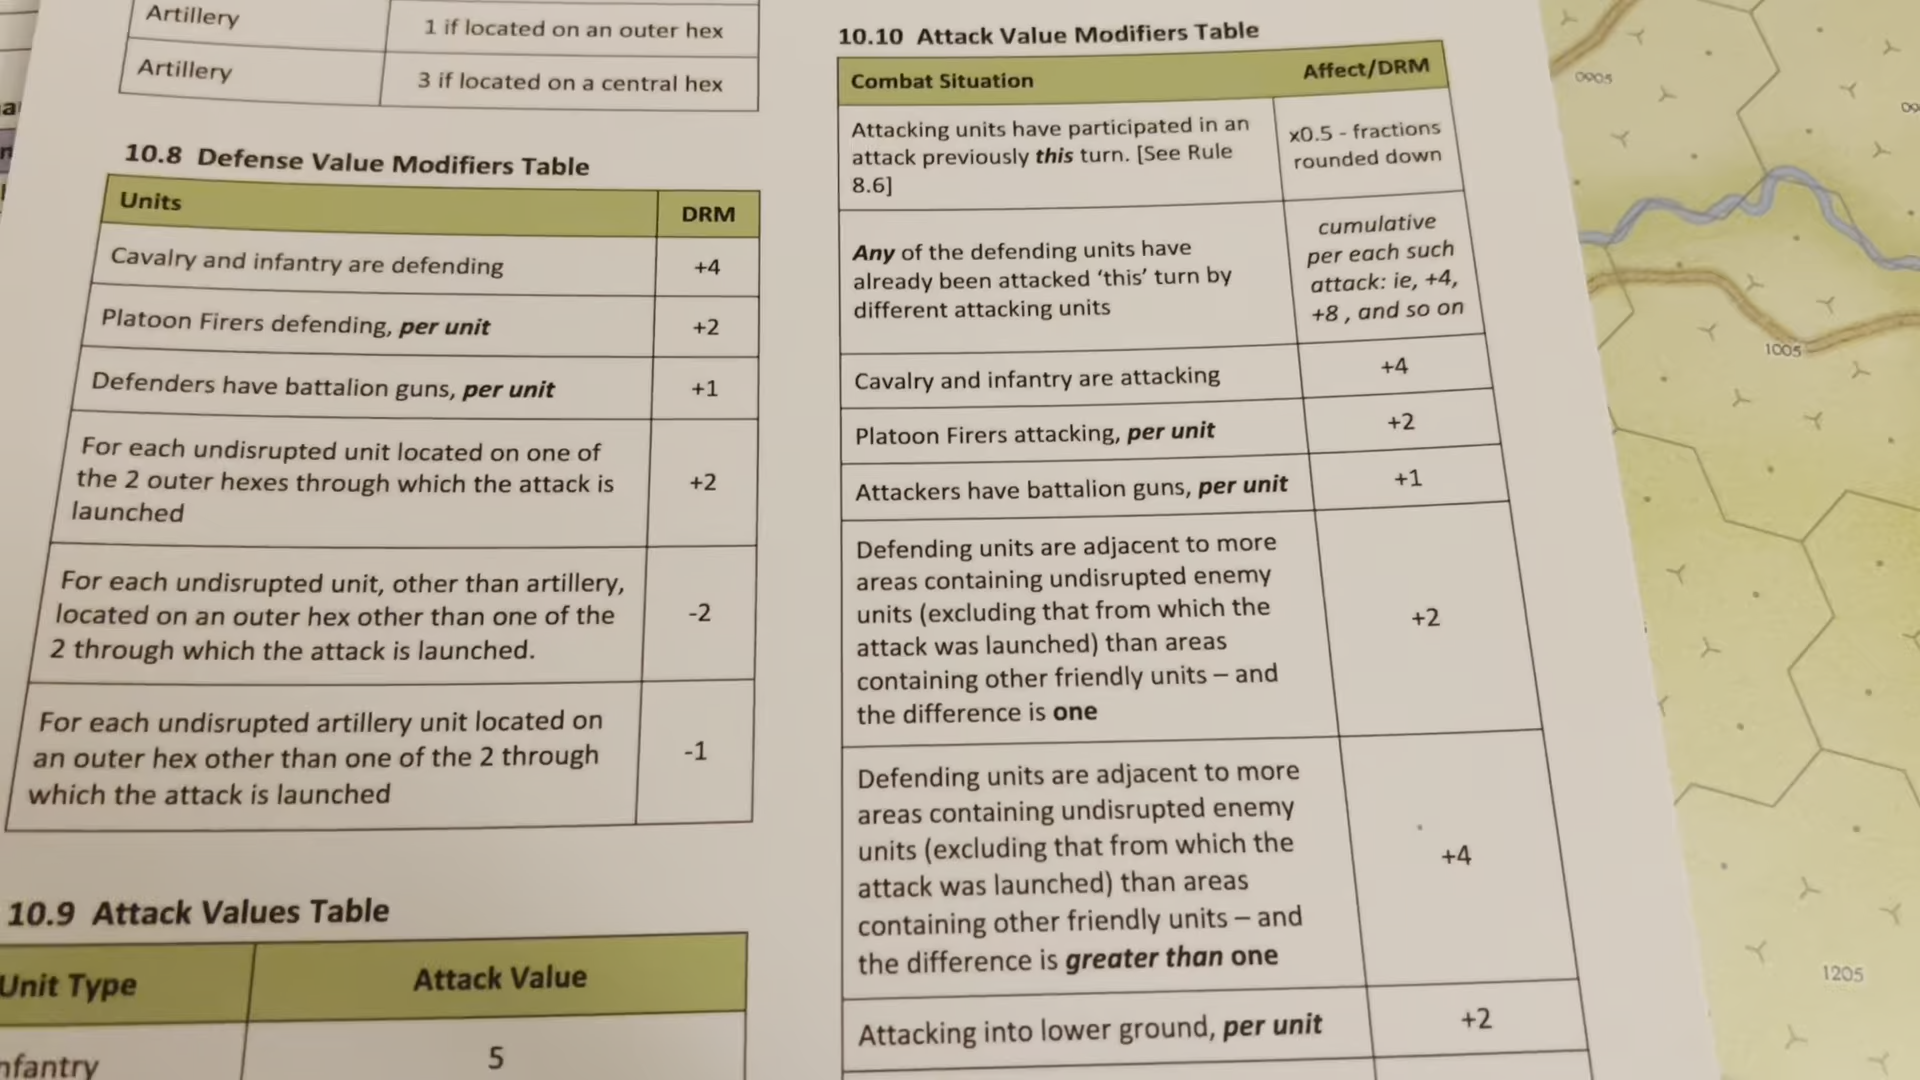 Artillery
1 if located on an outer hex
Artillery
3 if located on a central hex
10.8 Defense Value Modifiers Table
Units
DRM
Cavalry and infantry are defending
+4
Platoon Firers defending, per unit
+2
Defenders have battalion guns, per unit
+1
For each undisrupted unit located on one of
the 2 outer hexes through which the attack is
launched
+2
For each undisrupted unit, other than artillery,
located on an outer hex other than one of the
2 through which the attack is launched.
-2
For each undisrupted artillery unit located on
an outer hex other than one of the 2 through
which the attack is launched
-1
10.9 Attack Values Table
Unit Type
Attack Value
nfantry
5
10.10 Attack Value Modifiers Table
Combat Situation
Affect/DRM
Attacking units have participated in an
attack previously this turn. [See Rule
8.6]
x0.5 - fractions
rounded down
Any of the defending units have
already been attacked ‘this’ turn by
different attacking units
cumulative
per each such
attack: ie, +4,
+8 , and so on
Cavalry and infantry are attacking
+4
Platoon Firers attacking, per unit
+2
Attackers have battalion guns, per unit
+1
Defending units are adjacent to more
areas containing undisrupted enemy
units (excluding that from which the
attack was launched) than areas
containing other friendly units – and
the difference is one
+2
Defending units are adjacent to more
areas containing undisrupted enemy
units (excluding that from which the
attack was launched) than areas
containing other friendly units – and
the difference is greater than one
+4
Attacking into lower ground, per unit
+2
0905
1005
1205